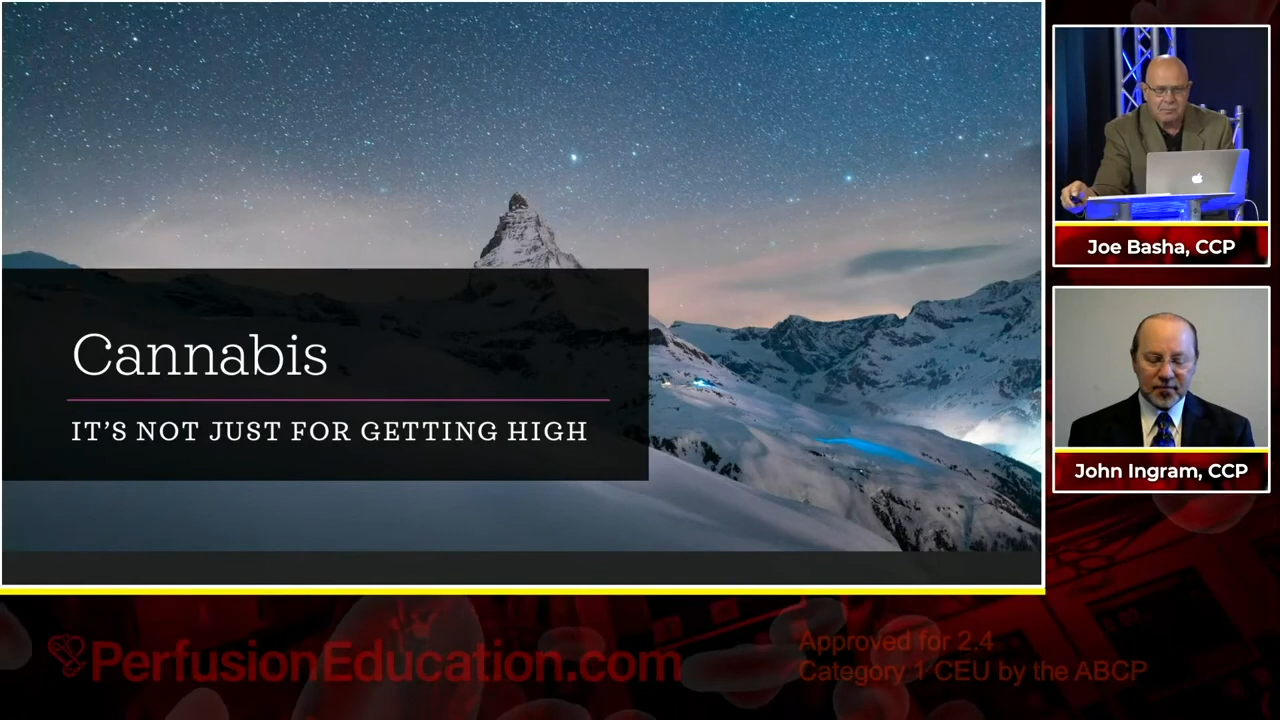 Cannabis
IT'S NOT JUST FOR GETTING HIGH
Joe Basha, CCP
John Ingram, CCP
PerfusionEducation.com
Approved for 2.4
Category 1 CEU by the ABCP